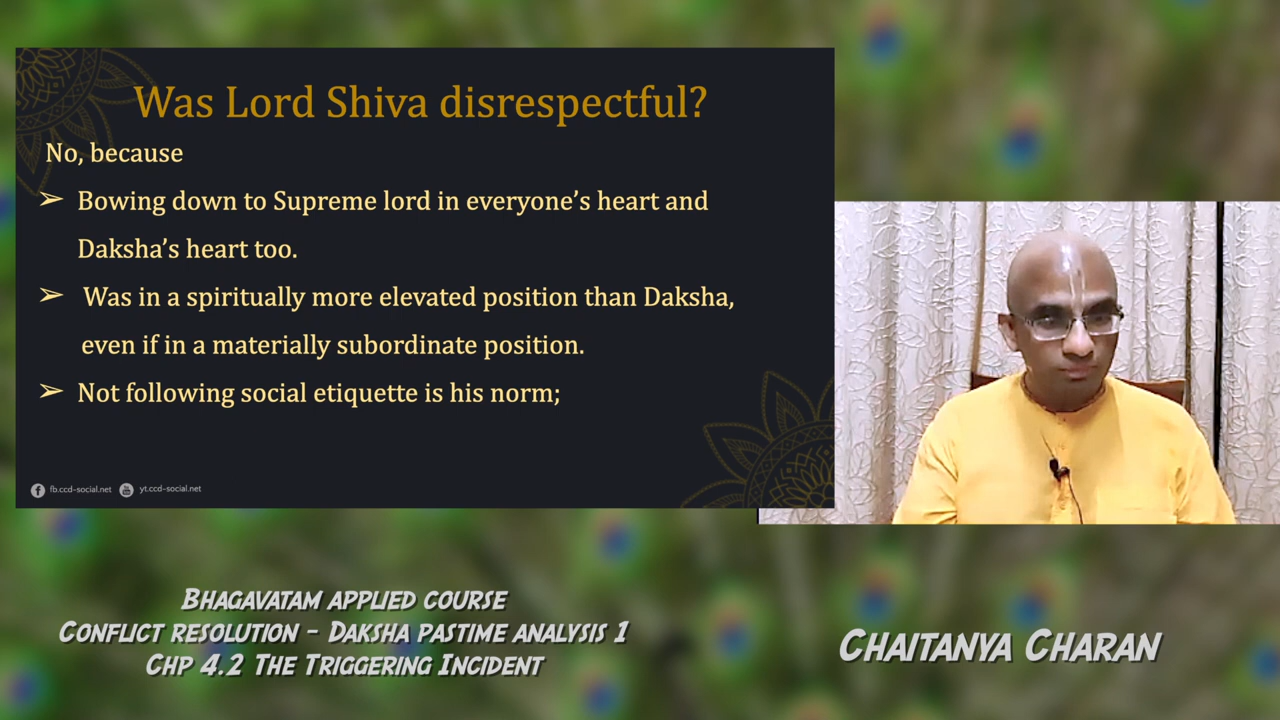 Was Lord Shiva disrespectful?
No, because
➢ Bowing down to Supreme lord in everyone’s heart and
Daksha’s heart too.
➢ Was in a spiritually more elevated position than Daksha,
even if in a materially subordinate position.
➢ Not following social etiquette is his norm;
fb.ccd-social.net yt.ccd-social.net
Bhagavatam applied course
Conflict resolution - Daksha pastime analysis 1
Chp 4.2 The Triggering Incident
Chaitanya Charan